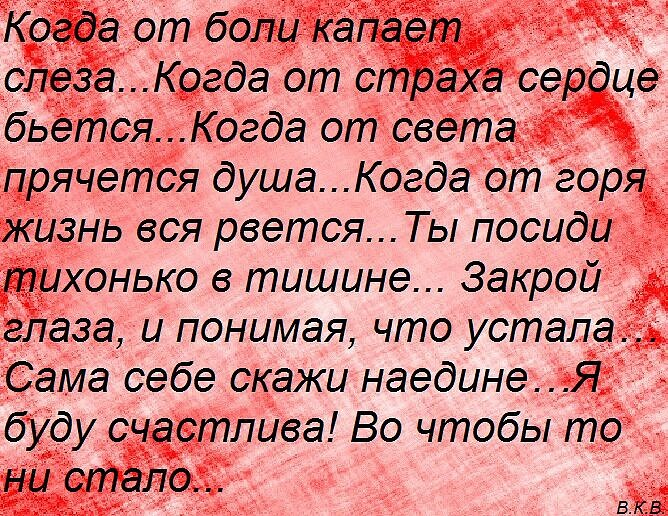 Когда от боли капает
слеза...Когда от страха сердце
бьется...Когда от света
прячется душа...Когда от горя
жизнь вся рвется...Ты посиди
тихонько в тишине... Закрой
глаза, и понимая, что устала...
Сама себе скажи наедине...Я
буду счастлива! Во чтобы то
ни стало...
В.К.В.